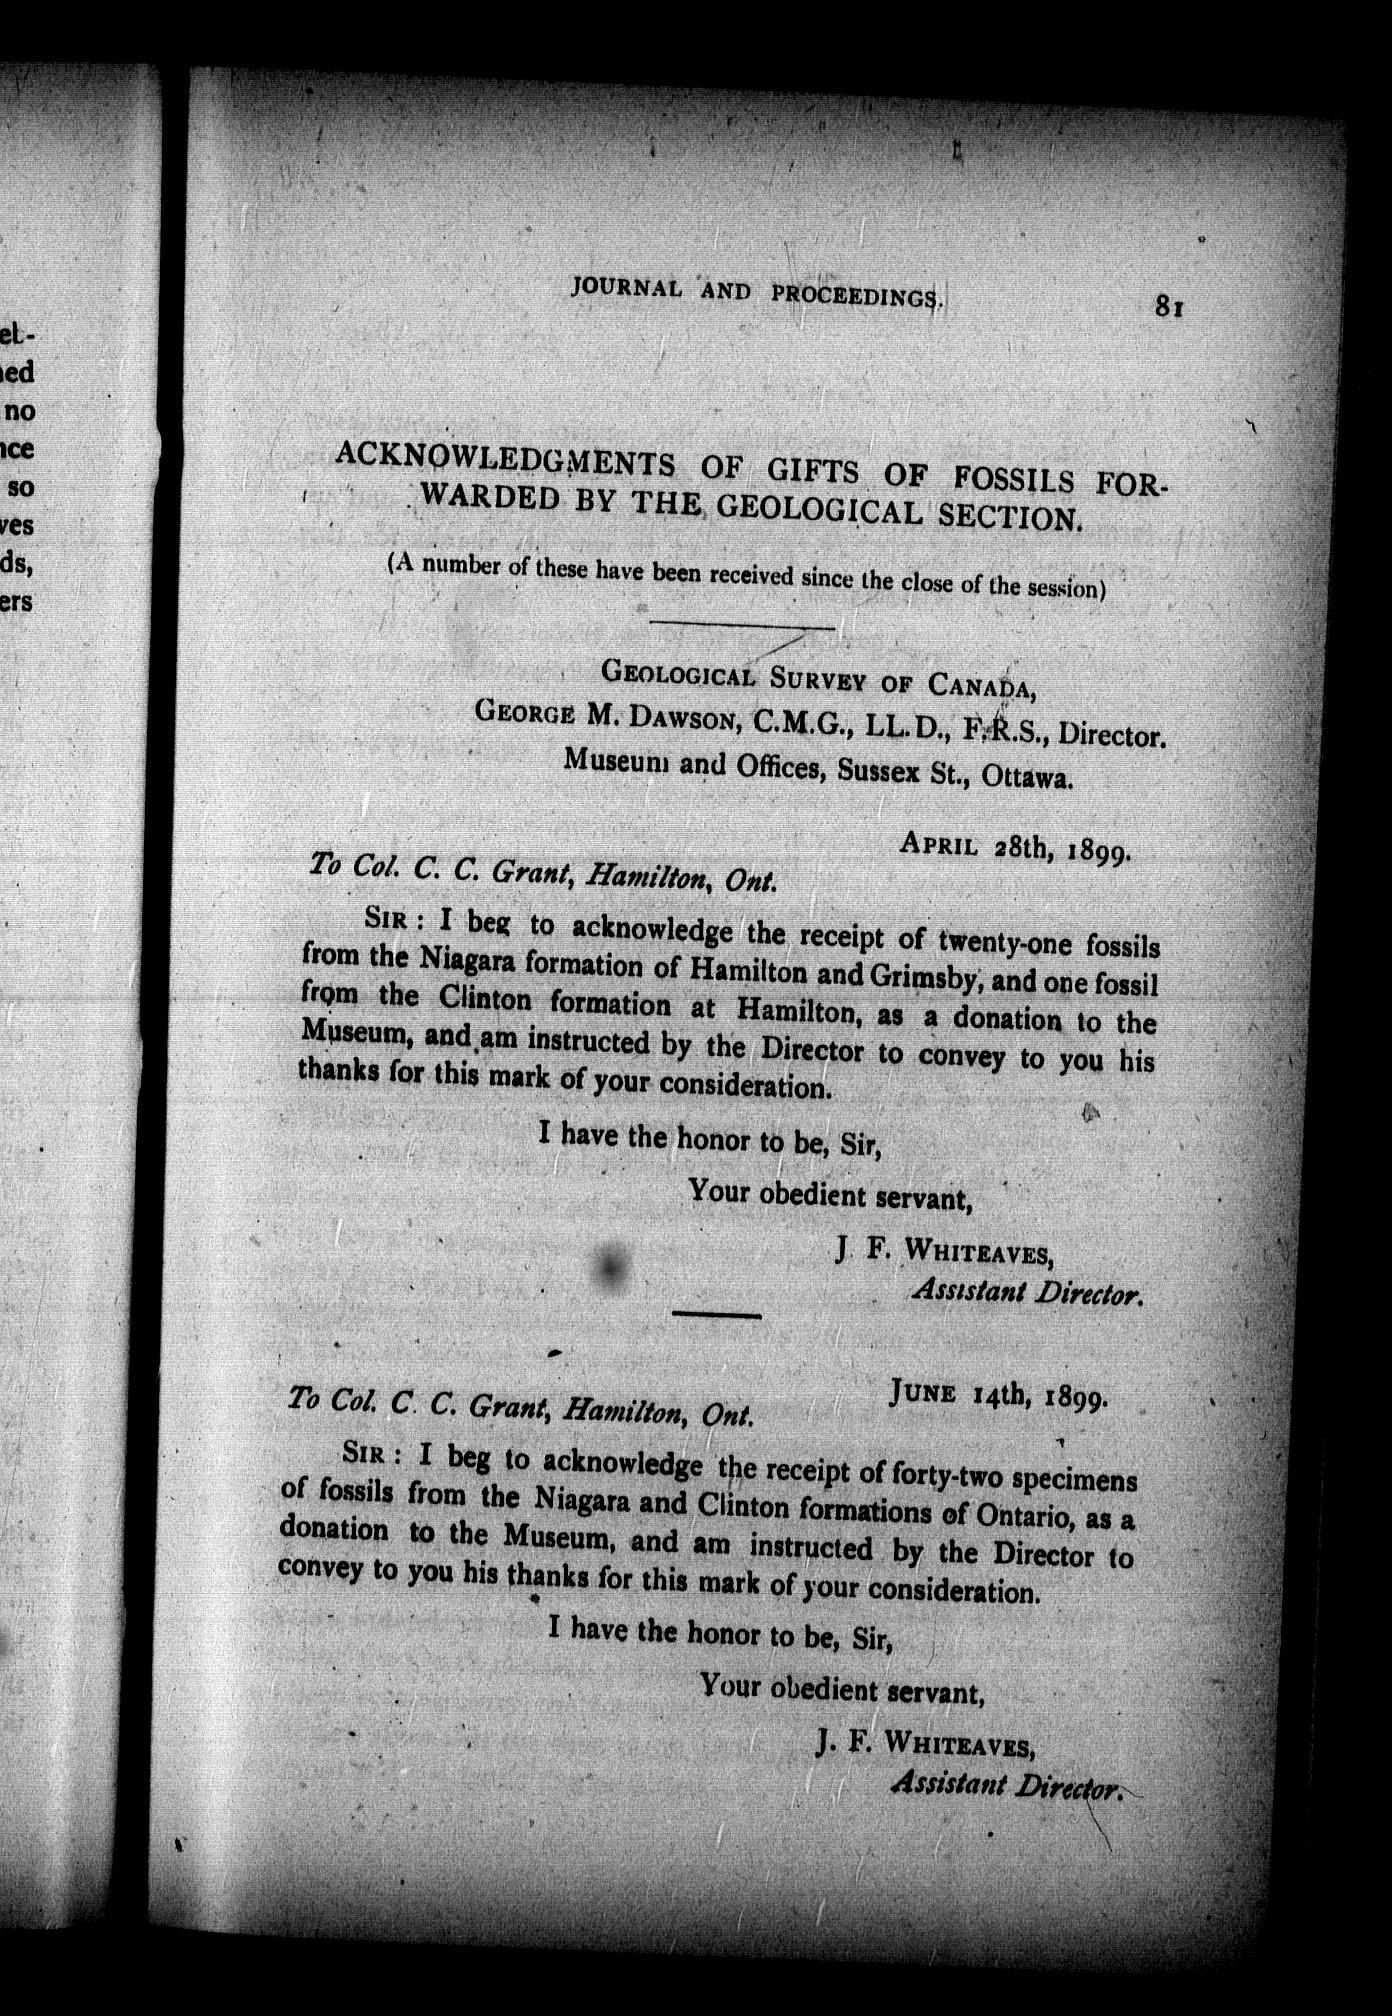 JOURNAL AND PROCEEDINGS. 81
ACKNOWLEDGMENTS OF GIFTS OF FOSSILS FOR-
WARDED BY THE GEOLOGICAL SECTION.
(A number of these have been received since the close of the session)
GEOLOGICAL SURVEY OF CANADA,
GEORGE M. DAWSON, C.M.G., LL.D., F.R.S., Director.
Museum and Offices, Sussex St., Ottawa.
APRIL 28th, 1899.
To Col. C. C. Grant, Hamilton, Ont.
SIR: I beg to acknowledge the receipt of twenty-one fossils
from the Niagara formation of Hamilton and Grimsby, and one fossil
from the Clinton formation at Hamilton, as a donation to the
Museum, and am instructed by the Director to convey to you his
thanks for this mark of your consideration.
I have the honor to be, Sir,
Your obedient servant,
J. F. WHITEAVES,
Assistant Director.
JUNE 14th, 1899.
To Col. C. C. Grant, Hamilton, Ont.
SIR: I beg to acknowledge the receipt of forty-two specimens
of fossils from the Niagara and Clinton formations of Ontario, as a
donation to the Museum, and am instructed by the Director to
convey to you his thanks for this mark of your consideration.
I have the honor to be, Sir,
Your obedient servant,
J. F. WHITEAVES,
Assistant Director.